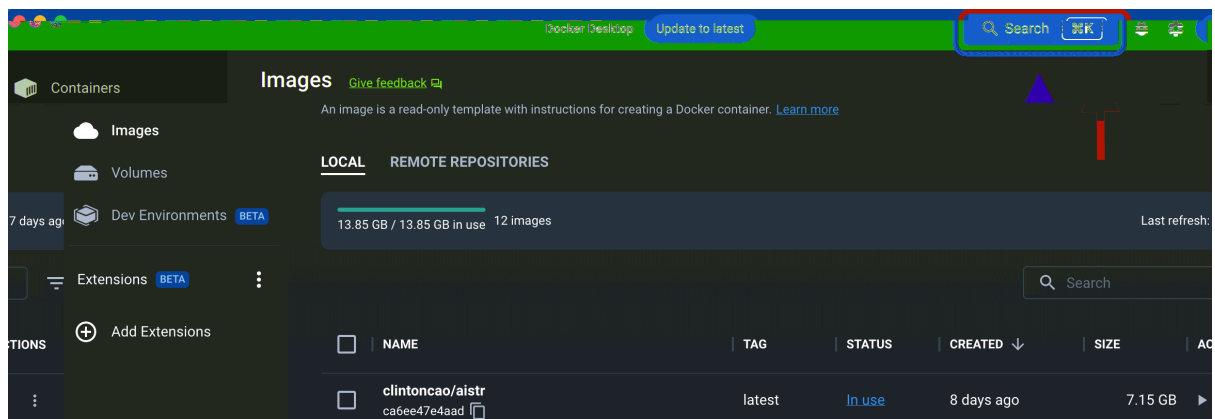 Docker Desktop Update to latest Search ⌘K
Containers
Images Give feedback
An image is a read-only template with instructions for creating a Docker container. Learn more
Images
LOCAL REMOTE REPOSITORIES
Volumes
7 days ago
Dev Environments BETA
13.85 GB / 13.85 GB in use 12 images Last refresh:
Extensions BETA
Search
Add Extensions
NAME TAG STATUS CREATED SIZE
clintoncao/aistr
ca6ee47e4aad
latest In use 8 days ago 7.15 GB